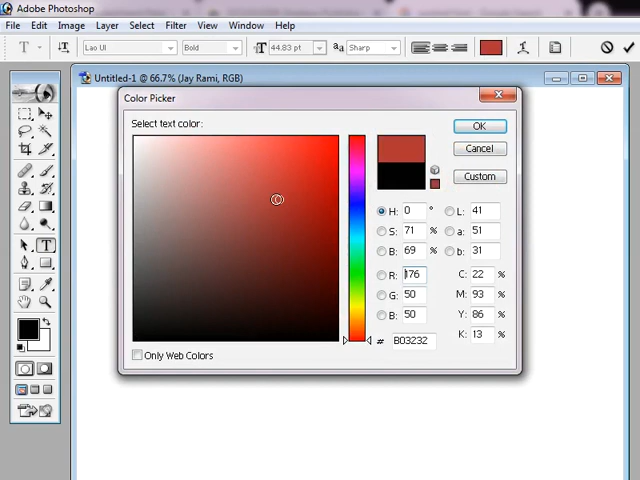 Adobe Photoshop
File Edit Image Layer Select Filter View Window Help
T Lao UI Bold T 44.83 pt aa Sharp
Untitled-1 @ 66.7% (Jay Rami, RGB)
Color Picker
Select text color:
OK
Cancel
Custom
H: 0 ° L: 41
S: 71 % a: 51
B: 69 % b: 31
R: 176 C: 22 %
G: 50 M: 93 %
B: 50 Y: 86 %
# B03232 K: 13 %
Only Web Colors